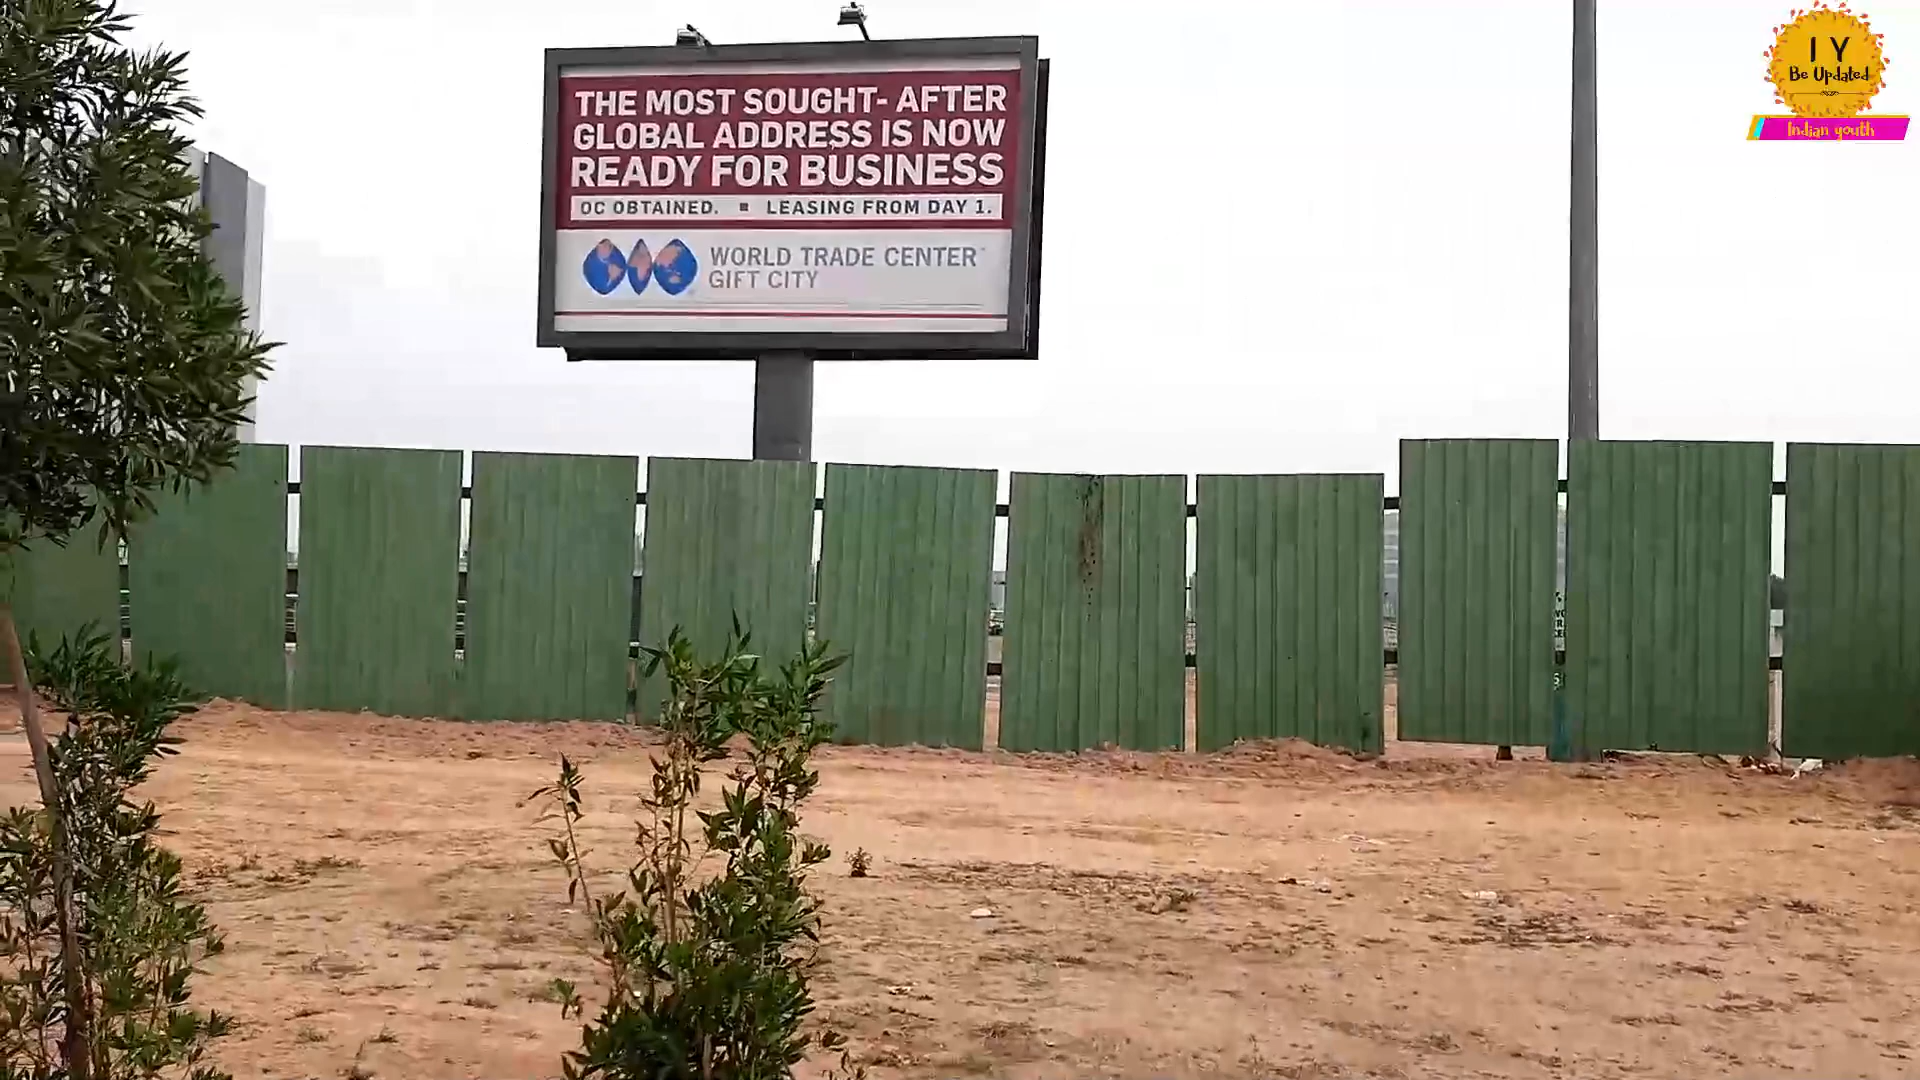 THE MOST SOUGHT- AFTER
GLOBAL ADDRESS IS NOW
READY FOR BUSINESS
OC OBTAINED. ▪ LEASING FROM DAY 1.
WORLD TRADE CENTER
GIFT CITY
I Y
Be Updated
Indian youth